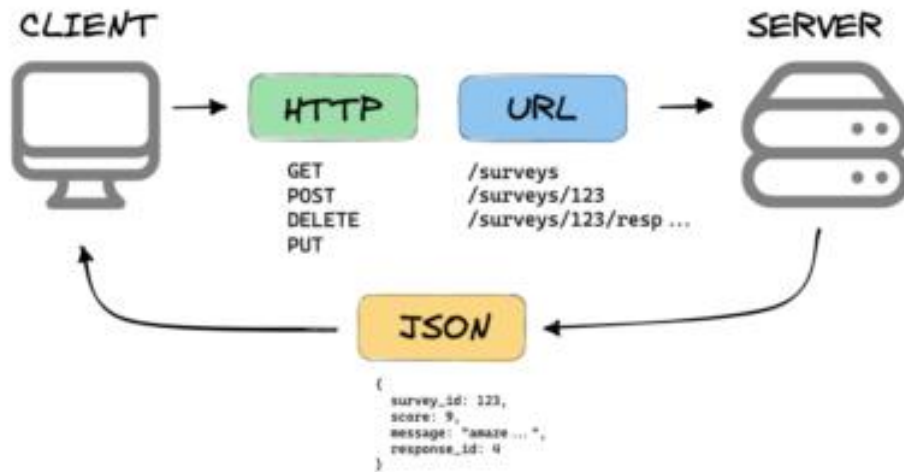 CLIENT
SERVER
HTTP
URL
GET
POST
DELETE
PUT
/surveys
/surveys/123
/surveys/123/resp ...
JSON
{
survey_id: 123,
score: 9,
message: "amaze ... ",
response_id: 4
}